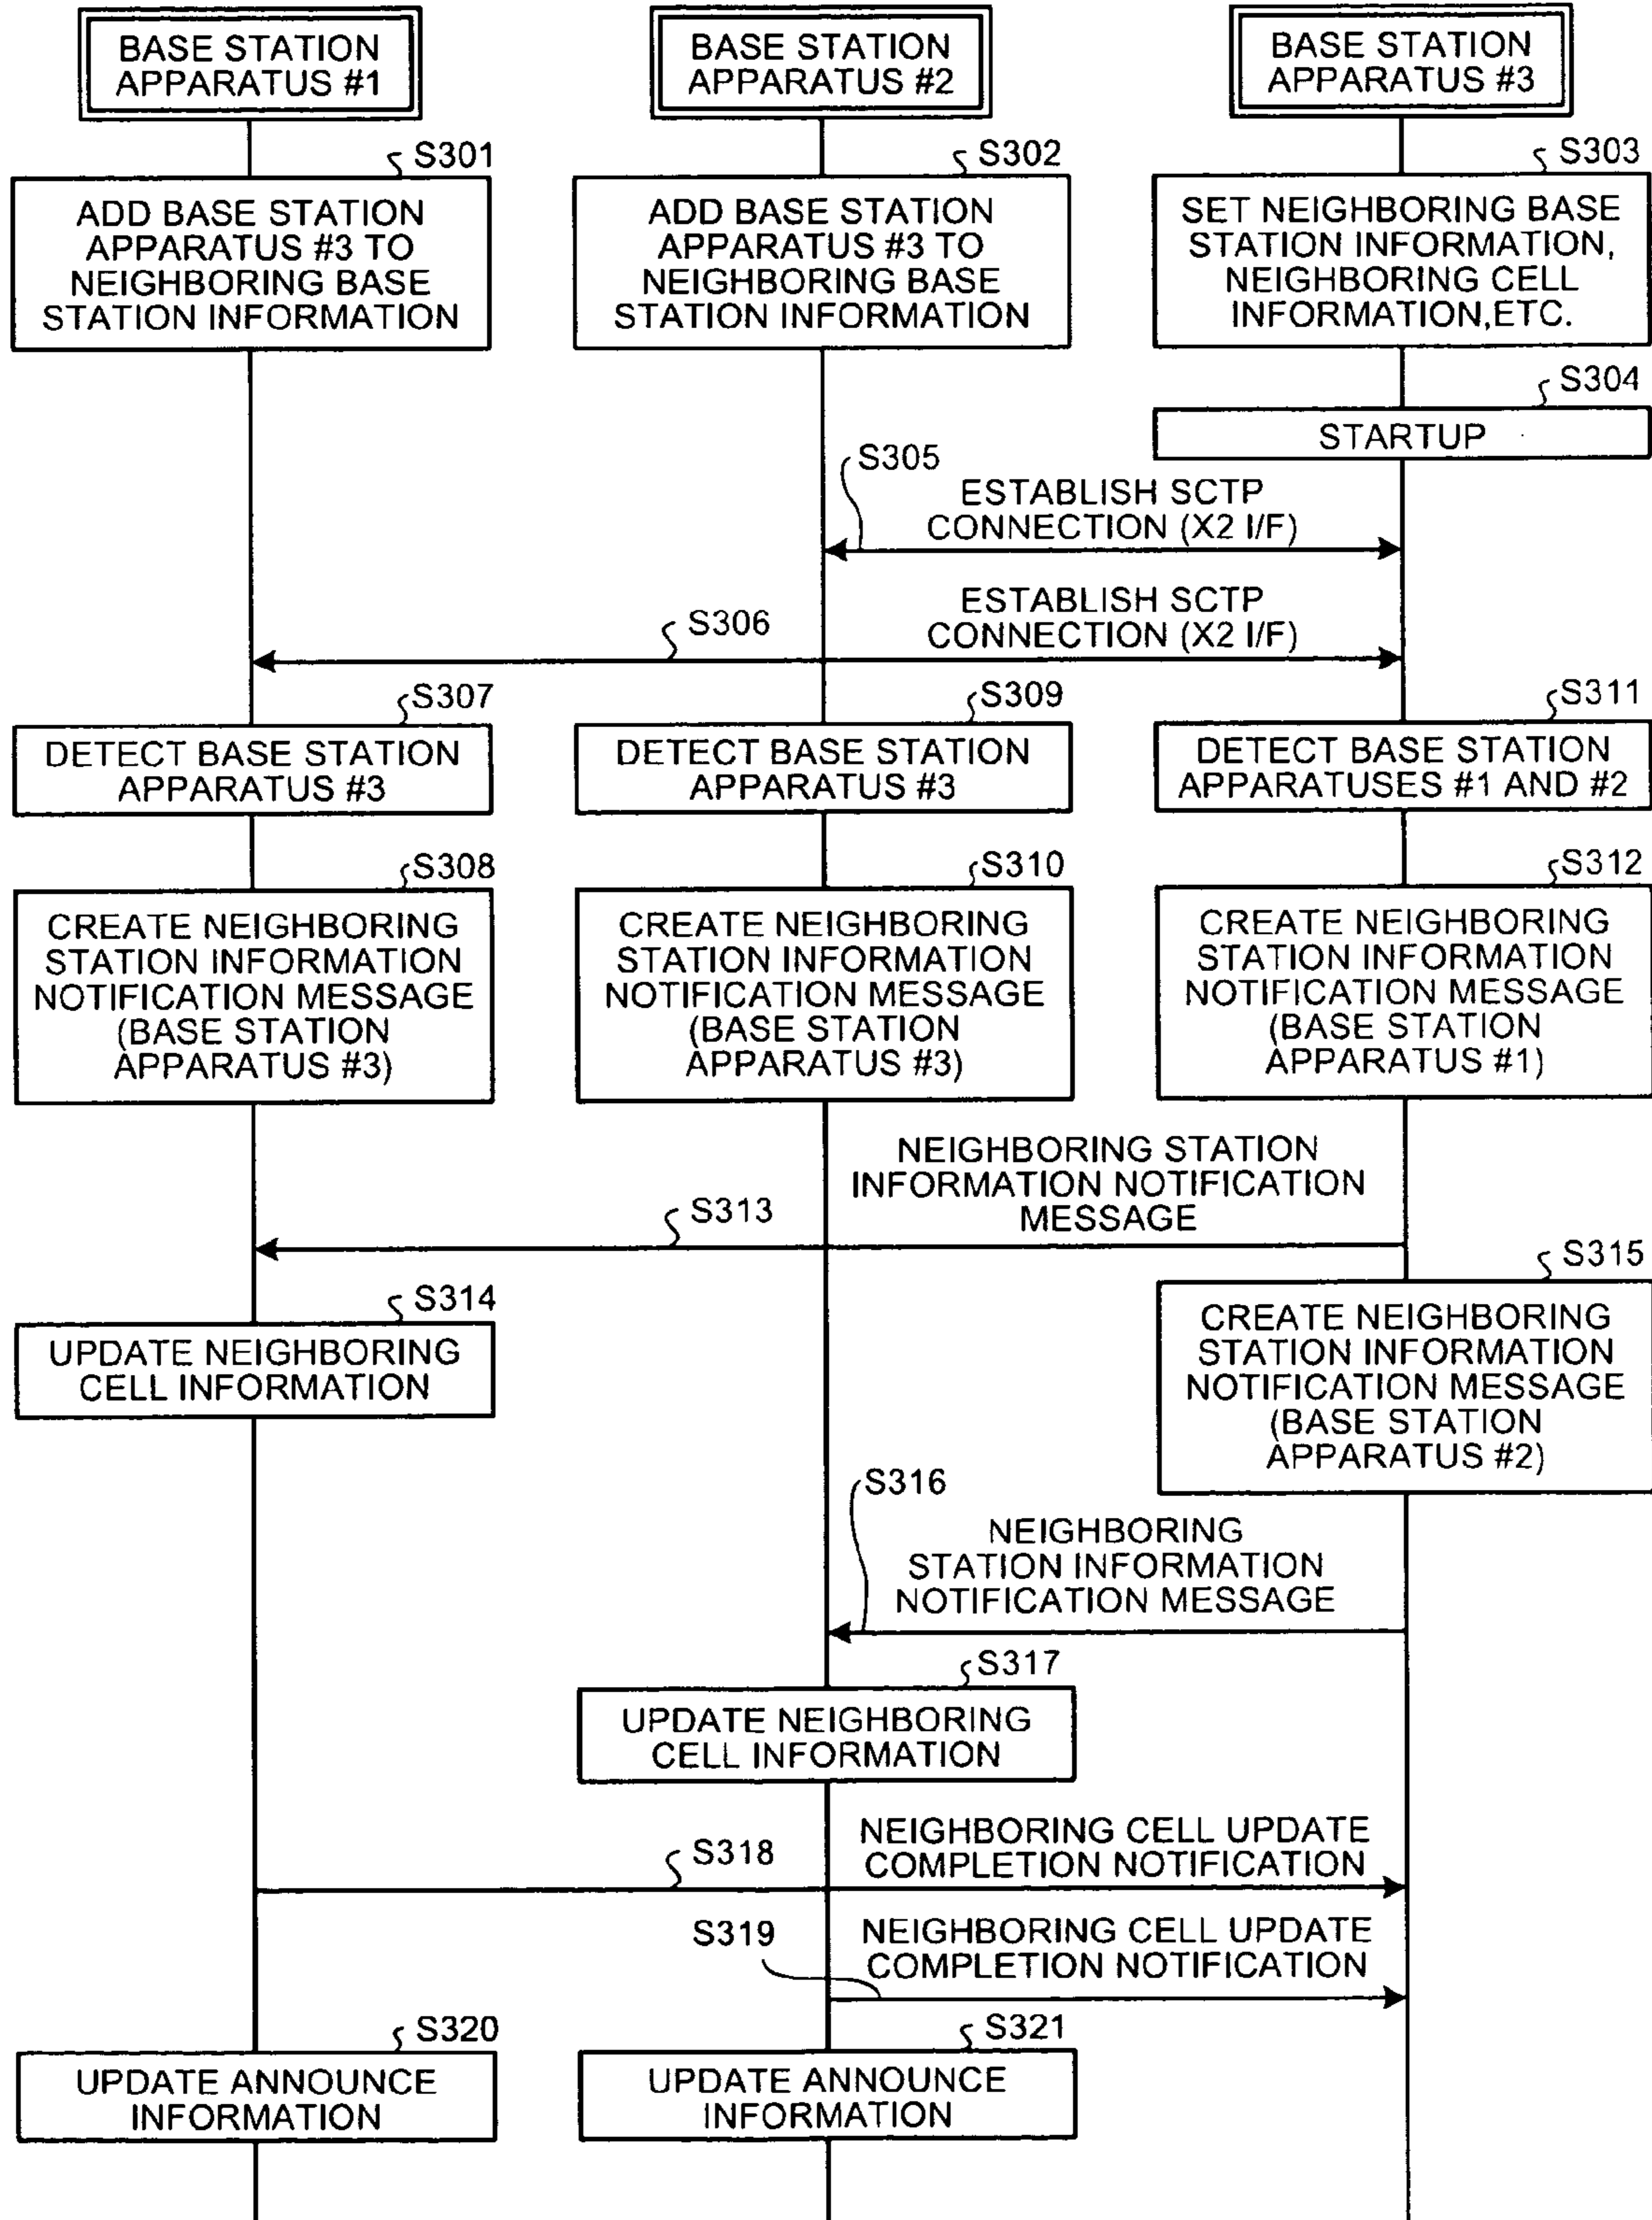 BASE STATION
APPARATUS #1
BASE STATION
APPARATUS #2
BASE STATION
APPARATUS #3
S301
ADD BASE STATION
APPARATUS #3 TO
NEIGHBORING BASE
STATION INFORMATION
S302
ADD BASE STATION
APPARATUS #3 TO
NEIGHBORING BASE
STATION INFORMATION
S303
SET NEIGHBORING BASE
STATION INFORMATION,
NEIGHBORING CELL
INFORMATION,ETC.
S304
STARTUP
S305
ESTABLISH SCTP
CONNECTION (X2 I/F)
S306
ESTABLISH SCTP
CONNECTION (X2 I/F)
S307
DETECT BASE STATION
APPARATUS #3
S309
DETECT BASE STATION
APPARATUS #3
S311
DETECT BASE STATION
APPARATUSES #1 AND #2
S308
CREATE NEIGHBORING
STATION INFORMATION
NOTIFICATION MESSAGE
(BASE STATION
APPARATUS #3)
S310
CREATE NEIGHBORING
STATION INFORMATION
NOTIFICATION MESSAGE
(BASE STATION
APPARATUS #3)
S312
CREATE NEIGHBORING
STATION INFORMATION
NOTIFICATION MESSAGE
(BASE STATION
APPARATUS #1)
NEIGHBORING STATION
INFORMATION NOTIFICATION
MESSAGE
S313
S314
UPDATE NEIGHBORING
CELL INFORMATION
S315
CREATE NEIGHBORING
STATION INFORMATION
NOTIFICATION MESSAGE
(BASE STATION
APPARATUS #2)
S316
NEIGHBORING
STATION INFORMATION
NOTIFICATION MESSAGE
S317
UPDATE NEIGHBORING
CELL INFORMATION
S318
NEIGHBORING CELL UPDATE
COMPLETION NOTIFICATION
S319
NEIGHBORING CELL UPDATE
COMPLETION NOTIFICATION
S320
UPDATE ANNOUNCE
INFORMATION
S321
UPDATE ANNOUNCE
INFORMATION